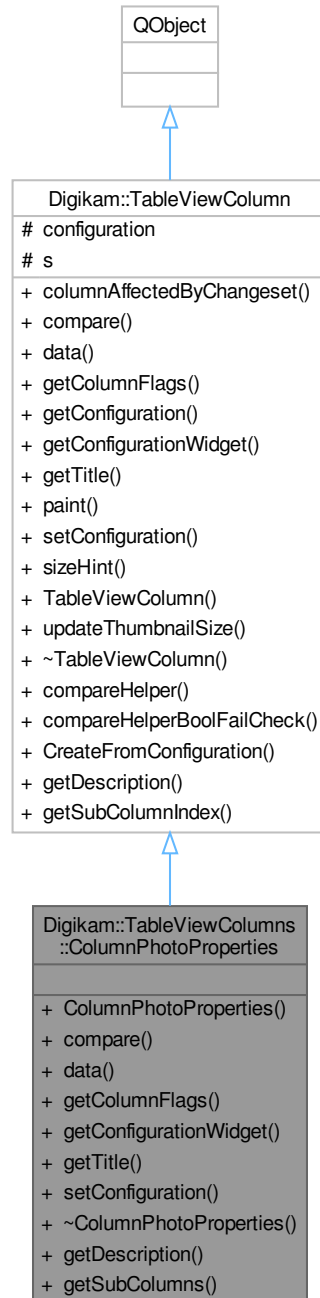 QObject
Digikam::TableViewColumn
# configuration
# s
+ columnAffectedByChangeset()
+ compare()
+ data()
+ getColumnFlags()
+ getConfiguration()
+ getConfigurationWidget()
+ getTitle()
+ paint()
+ setConfiguration()
+ sizeHint()
+ TableViewColumn()
+ updateThumbnailSize()
+ ~TableViewColumn()
+ compareHelper()
+ compareHelperBoolFailCheck()
+ CreateFromConfiguration()
+ getDescription()
+ getSubColumnIndex()
Digikam::TableViewColumns
::ColumnPhotoProperties
+ ColumnPhotoProperties()
+ compare()
+ data()
+ getColumnFlags()
+ getConfigurationWidget()
+ getTitle()
+ setConfiguration()
+ ~ColumnPhotoProperties()
+ getDescription()
+ getSubColumns()